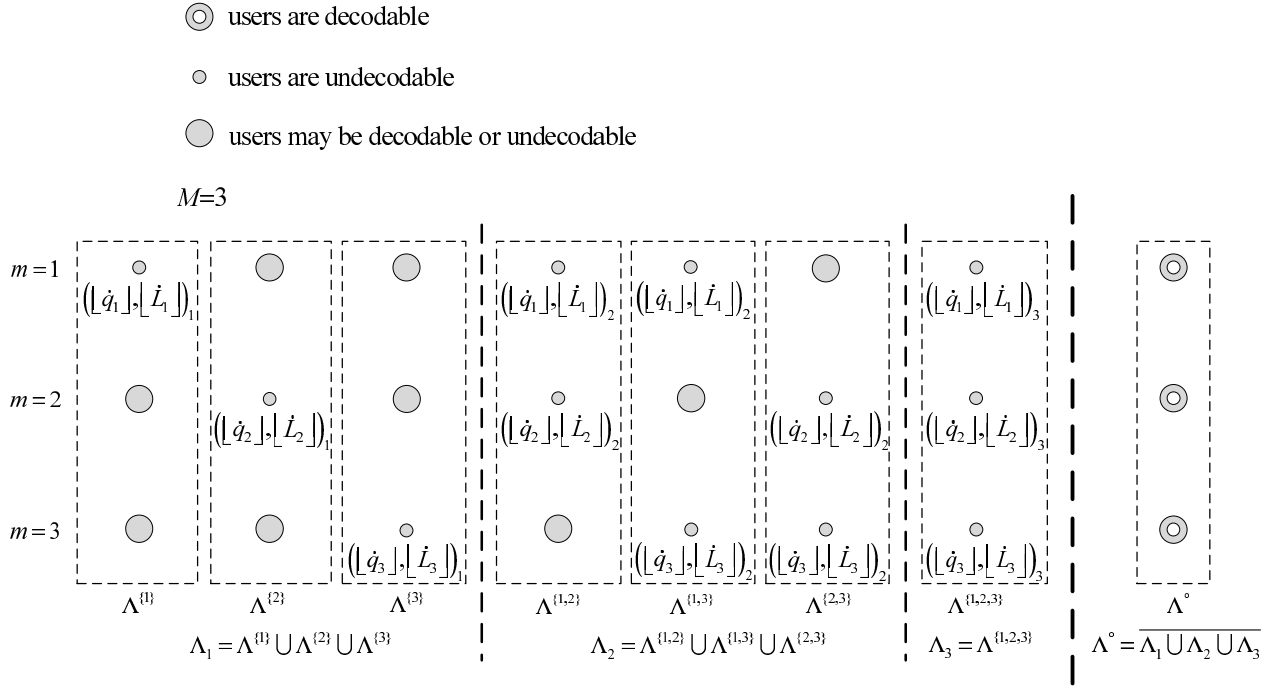 users are decodable
users are undecodable
users may be decodable or undecodable
M=3
m=1
(⌊q̇₁⌋,⌊L̇₁⌋)₁ (⌊q̇₁⌋,⌊L̇₁⌋)₂ (⌊q̇₁⌋,⌊L̇₁⌋)₂ (⌊q̇₁⌋,⌊L̇₁⌋)₃
m=2
(⌊q̇₂⌋,⌊L̇₂⌋)₁ (⌊q̇₂⌋,⌊L̇₂⌋)₂ (⌊q̇₂⌋,⌊L̇₂⌋)₂ (⌊q̇₂⌋,⌊L̇₂⌋)₃
m=3
(⌊q̇₃⌋,⌊L̇₃⌋)₁ (⌊q̇₃⌋,⌊L̇₃⌋)₂ (⌊q̇₃⌋,⌊L̇₃⌋)₂ (⌊q̇₃⌋,⌊L̇₃⌋)₃
Λ^{1} Λ^{2} Λ^{3} Λ^{1,2} Λ^{1,3} Λ^{2,3} Λ^{1,2,3} Λ°
Λ₁ = Λ^{1} ∪ Λ^{2} ∪ Λ^{3} Λ₂ = Λ^{1,2} ∪ Λ^{1,3} ∪ Λ^{2,3} Λ₃ = Λ^{1,2,3} Λ° = \overline{Λ₁ ∪ Λ₂ ∪ Λ₃}